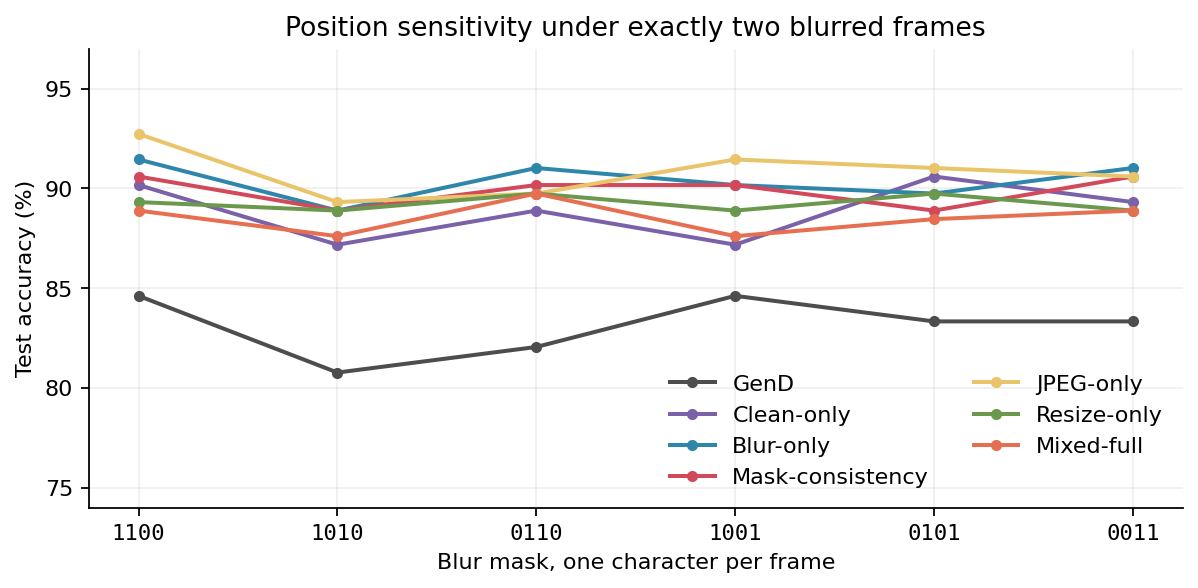 Position sensitivity under exactly two blurred frames
Test accuracy (%)
95
90
85
80
75
GenD
Clean-only
Blur-only
Mask-consistency
JPEG-only
Resize-only
Mixed-full
1100
1010
0110
1001
0101
0011
Blur mask, one character per frame